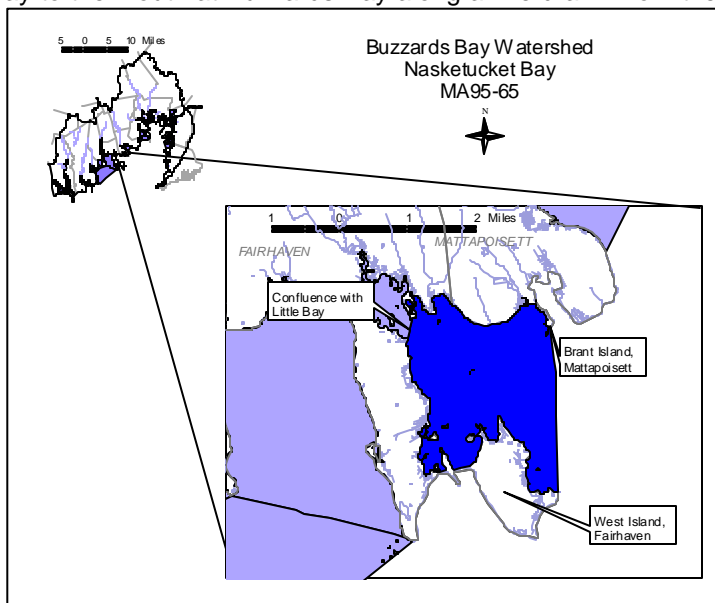 Buzzards Bay Watershed
Nasketucket Bay
MA95-65
N
5 0 5 10 Miles
1 0 1 2 Miles
FAIRHAVEN
MATTAPOISETT
Confluence with
Little Bay
Brant Island,
Mattapoisett
West Island,
Fairhaven